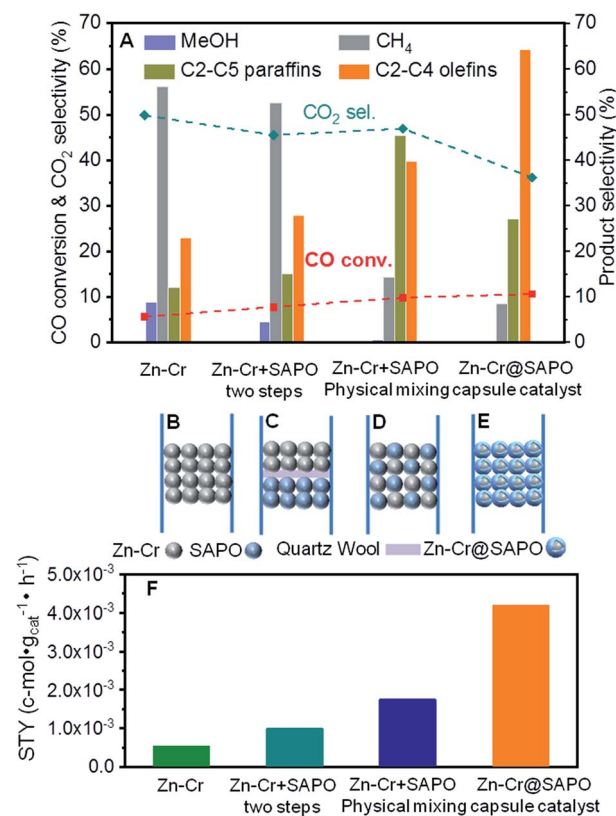 CO conversion & CO₂ selectivity (%)
70
60
50
40
30
20
10
0
A
MeOH
CH₄
C2-C5 paraffins
C2-C4 olefins
CO₂ sel.
CO conv.
70
60
50
40
30
20
10
0
Product selectivity (%)
Zn-Cr
Zn-Cr+SAPO
two steps
Zn-Cr+SAPO
Physical mixing
Zn-Cr@SAPO
capsule catalyst
B
C
D
E
Zn-Cr
SAPO
Quartz Wool
Zn-Cr@SAPO
STY (c-mol•g_cat⁻¹• h⁻¹)
5.0x10⁻³
4.0x10⁻³
3.0x10⁻³
2.0x10⁻³
1.0x10⁻³
0.0
F
Zn-Cr
Zn-Cr+SAPO
two steps
Zn-Cr+SAPO
Physical mixing
Zn-Cr@SAPO
capsule catalyst